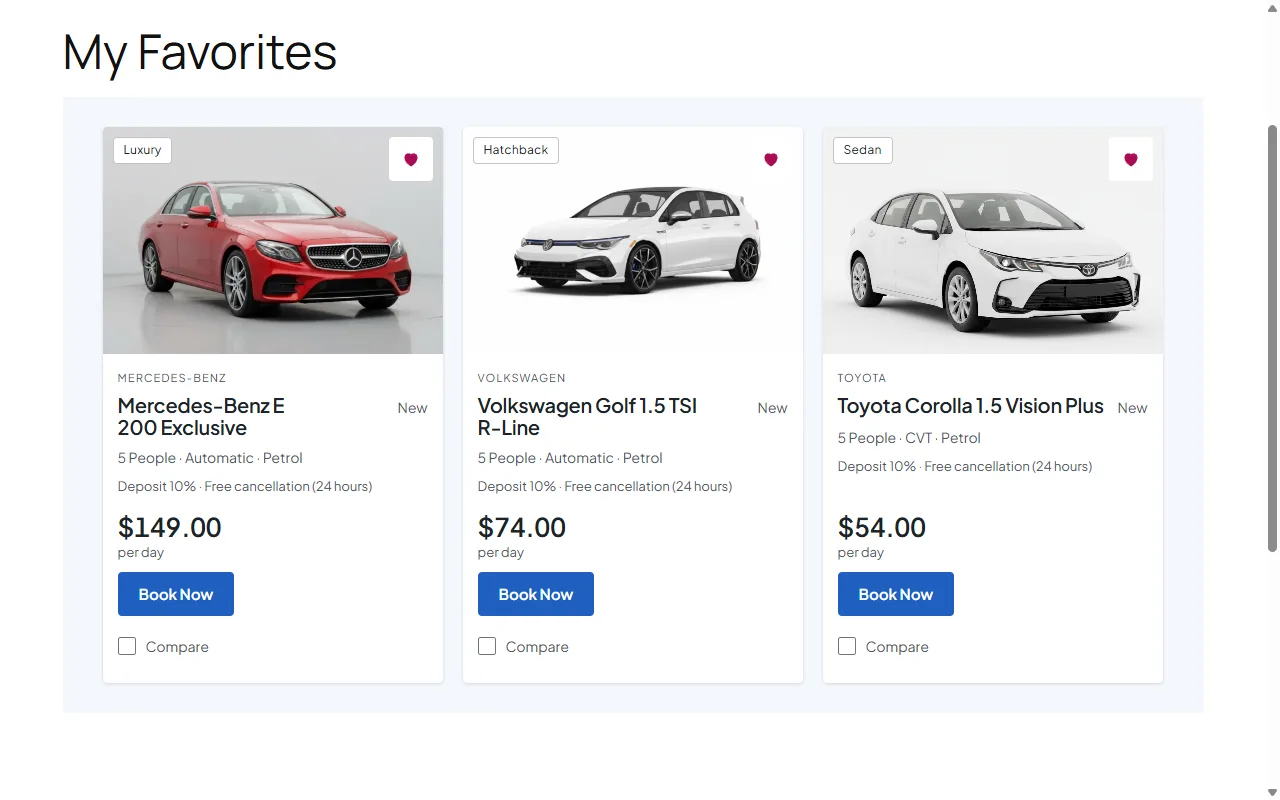 My Favorites
Luxury
MERCEDES-BENZ
Mercedes-Benz E
200 Exclusive
New
5 People · Automatic · Petrol
Deposit 10% · Free cancellation (24 hours)
$149.00
per day
Book Now
Compare
Hatchback
VOLKSWAGEN
Volkswagen Golf 1.5 TSI
R-Line
New
5 People · Automatic · Petrol
Deposit 10% · Free cancellation (24 hours)
$74.00
per day
Book Now
Compare
Sedan
TOYOTA
Toyota Corolla 1.5 Vision Plus
New
5 People · CVT · Petrol
Deposit 10% · Free cancellation (24 hours)
$54.00
per day
Book Now
Compare